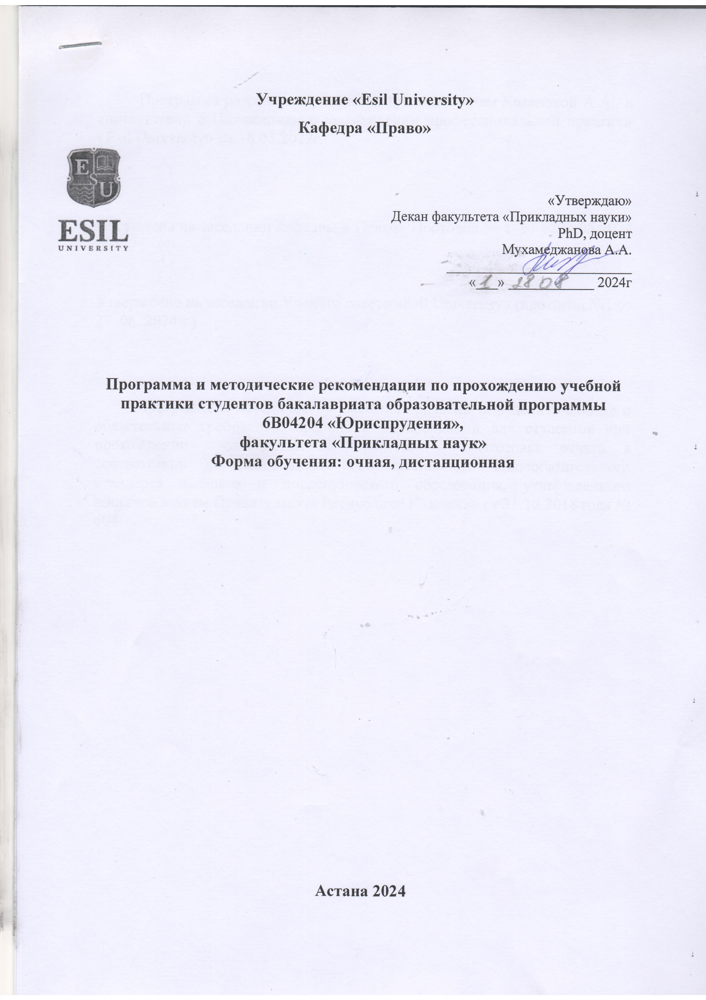 Учреждение «Esil University»
Кафедра «Право»
E
S
U
ESIL
UNIVERSITY
«Утверждаю»
Декан факультета «Прикладных науки»
PhD, доцент
Мухамеджанова А.А.
«1» 28 08 2024г
Программа и методические рекомендации по прохождению учебной
практики студентов бакалавриата образовательной программы
6В04204 «Юриспрудения»,
факультета «Прикладных наук»
Форма обучения: очная, дистанционная
Астана 2024